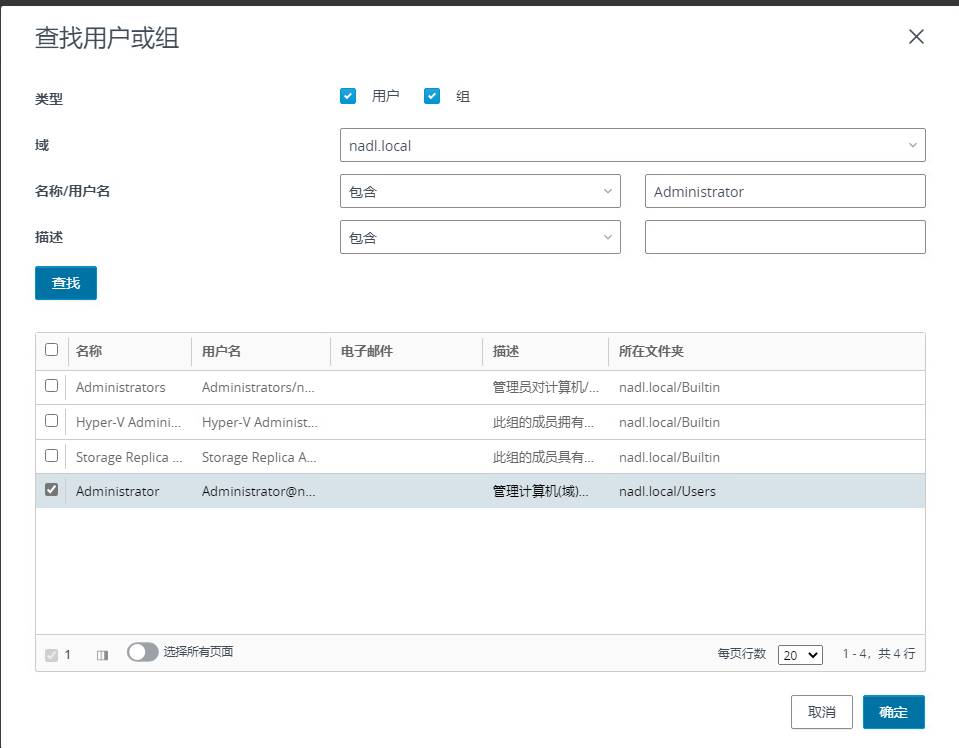 查找用户或组
类型 用户 组
域 nadl.local
名称/用户名 包含 Administrator
描述 包含
查找
名称 用户名 电子邮件 描述 所在文件夹
Administrators Administrators/n... 管理员对计算机/... nadl.local/Builtin
Hyper-V Admini... Hyper-V Administ... 此组的成员拥有... nadl.local/Builtin
Storage Replica ... Storage Replica A... 此组的成员具有... nadl.local/Builtin
Administrator Administrator@n... 管理计算机(域)... nadl.local/Users
1 选择所有页面 每页行数 20 1 - 4，共 4 行
取消 确定